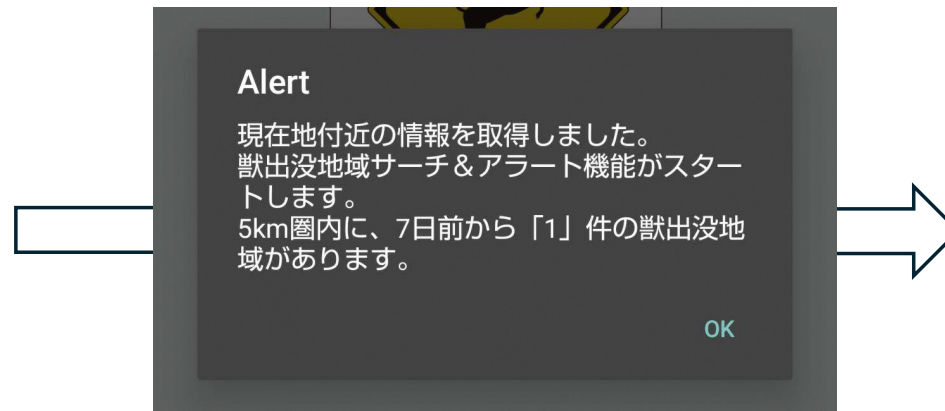 Alert
現在地付近の情報を取得しました。
獣出没地域サーチ＆アラート機能がスター
トします。
5km圏内に、7日前から「1」件の獣出没地
域があります。
OK